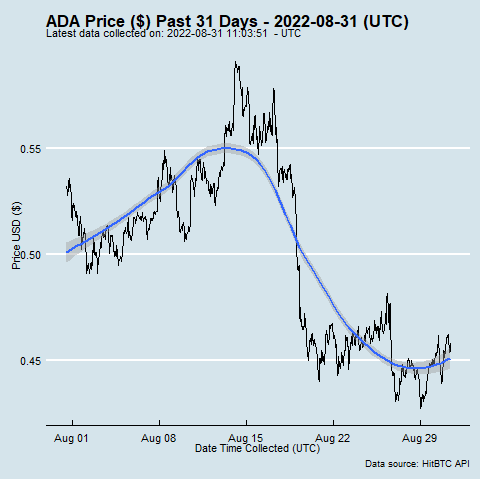 ADA Price ($) Past 31 Days - 2022-08-31 (UTC)
Latest data collected on: 2022-08-31 11:03:51 - UTC
0.55
0.50
0.45
Price USD ($)
Aug 01 Aug 08 Aug 15 Aug 22 Aug 29
Date Time Collected (UTC)
Data source: HitBTC API